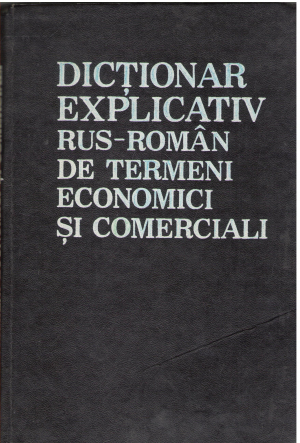 DICȚIONAR
EXPLICATIV
RUS-ROMÂN
DE TERMENI
ECONOMICI
ȘI COMERCIALI